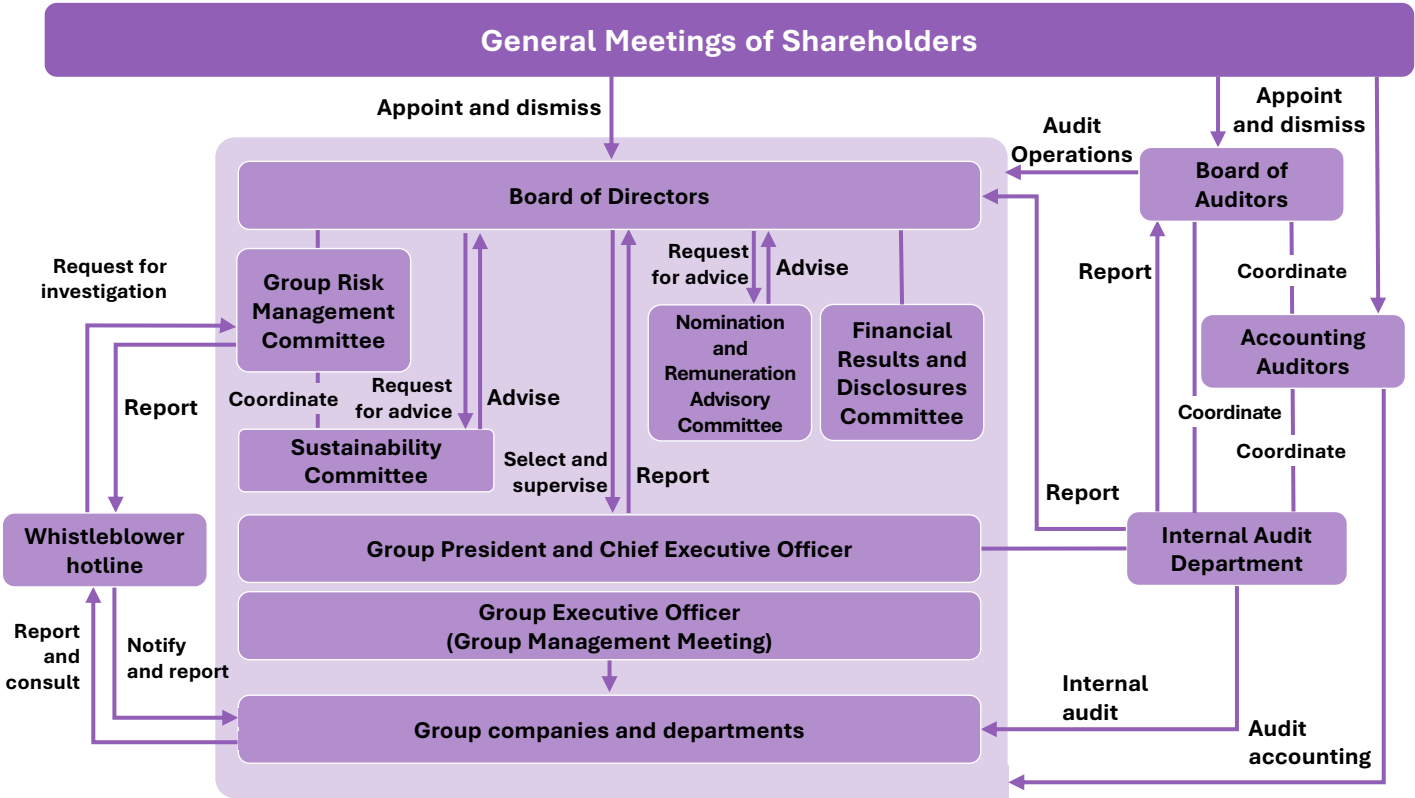 General Meetings of Shareholders
Appoint and dismiss
Appoint
and dismiss
Audit
Operations
Board of
Auditors
Board of Directors
Request for
investigation
Group Risk
Management
Committee
Request
for advice
Advise
Report
Coordinate
Nomination
and
Remuneration
Advisory
Committee
Financial
Results and
Disclosures
Committee
Accounting
Auditors
Report
Coordinate
Request
for advice
Advise
Coordinate
Coordinate
Sustainability
Committee
Select and
supervise
Report
Report
Whistleblower
hotline
Group President and Chief Executive Officer
Internal Audit
Department
Group Executive Officer
(Group Management Meeting)
Report
and
consult
Notify
and report
Internal
audit
Group companies and departments
Audit
accounting